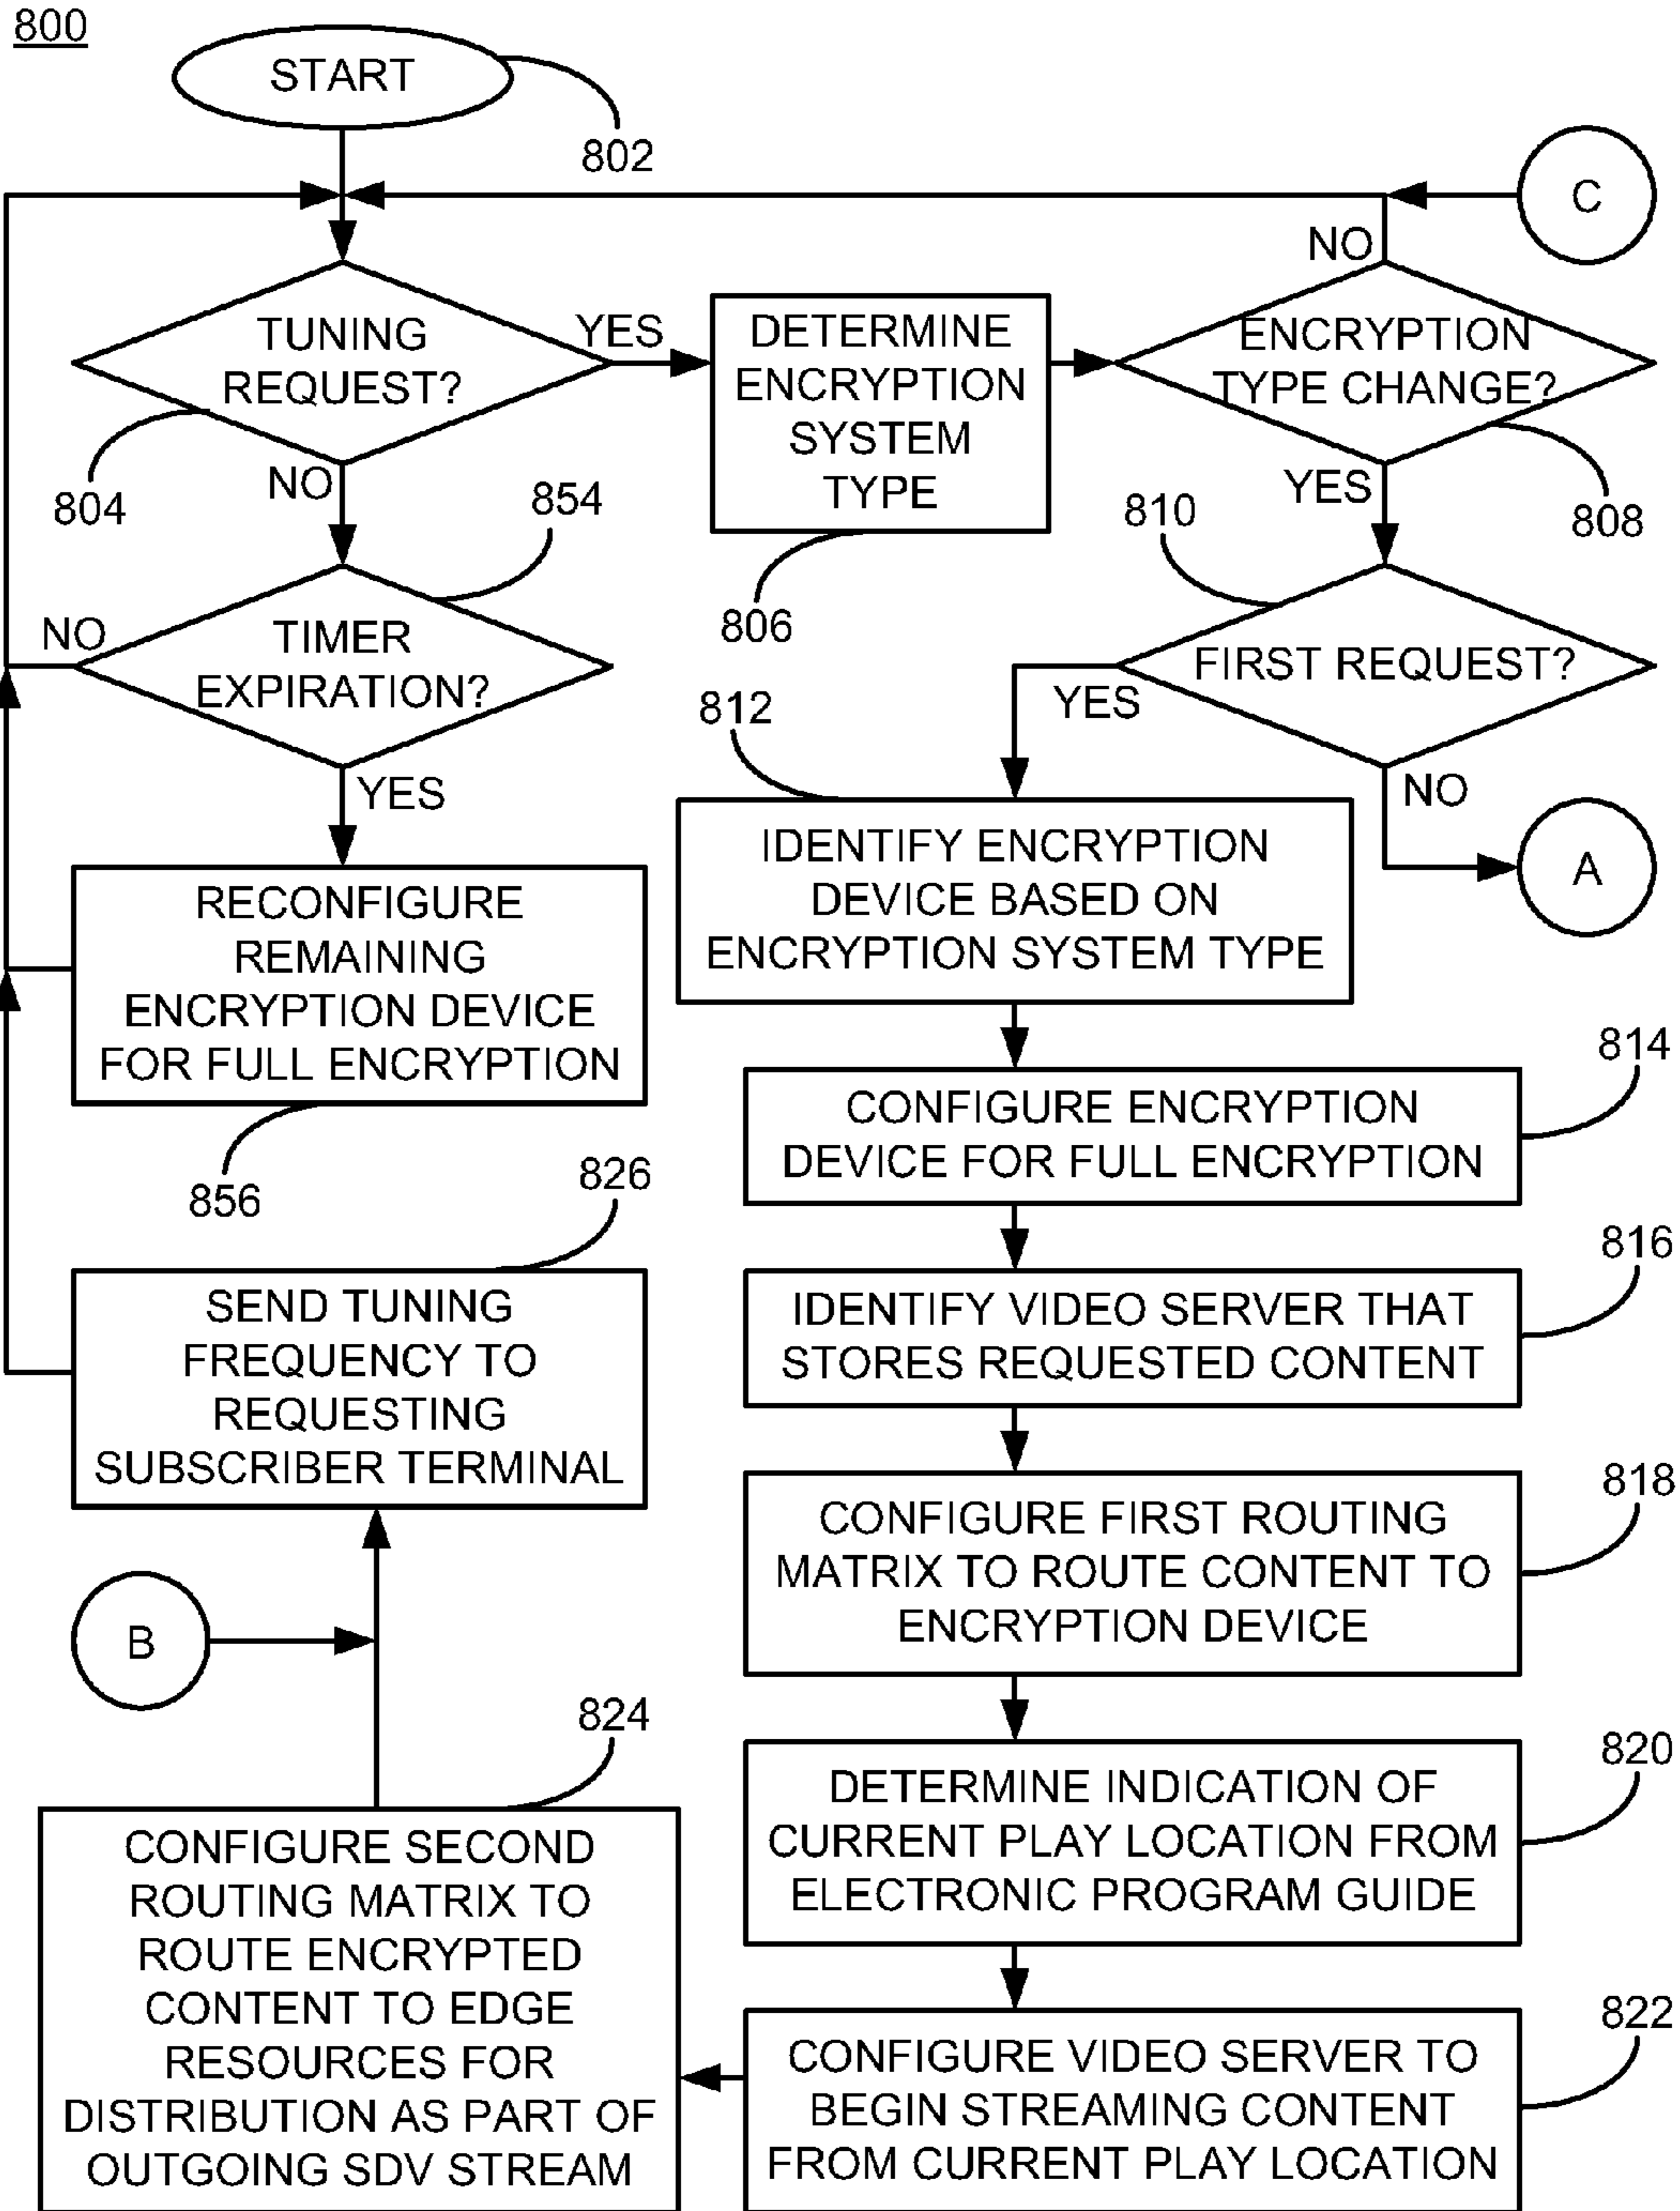 800
START
802
C
NO
TUNING
REQUEST?
YES
804
NO
DETERMINE
ENCRYPTION
SYSTEM
TYPE
806
ENCRYPTION
TYPE CHANGE?
YES
808
854
NO
TIMER
EXPIRATION?
YES
810
FIRST REQUEST?
YES
NO
A
812
IDENTIFY ENCRYPTION
DEVICE BASED ON
ENCRYPTION SYSTEM TYPE
RECONFIGURE
REMAINING
ENCRYPTION DEVICE
FOR FULL ENCRYPTION
856
814
CONFIGURE ENCRYPTION
DEVICE FOR FULL ENCRYPTION
816
IDENTIFY VIDEO SERVER THAT
STORES REQUESTED CONTENT
826
SEND TUNING
FREQUENCY TO
REQUESTING
SUBSCRIBER TERMINAL
818
CONFIGURE FIRST ROUTING
MATRIX TO ROUTE CONTENT TO
ENCRYPTION DEVICE
B
820
DETERMINE INDICATION OF
CURRENT PLAY LOCATION FROM
ELECTRONIC PROGRAM GUIDE
822
CONFIGURE VIDEO SERVER TO
BEGIN STREAMING CONTENT
FROM CURRENT PLAY LOCATION
824
CONFIGURE SECOND
ROUTING MATRIX TO
ROUTE ENCRYPTED
CONTENT TO EDGE
RESOURCES FOR
DISTRIBUTION AS PART OF
OUTGOING SDV STREAM